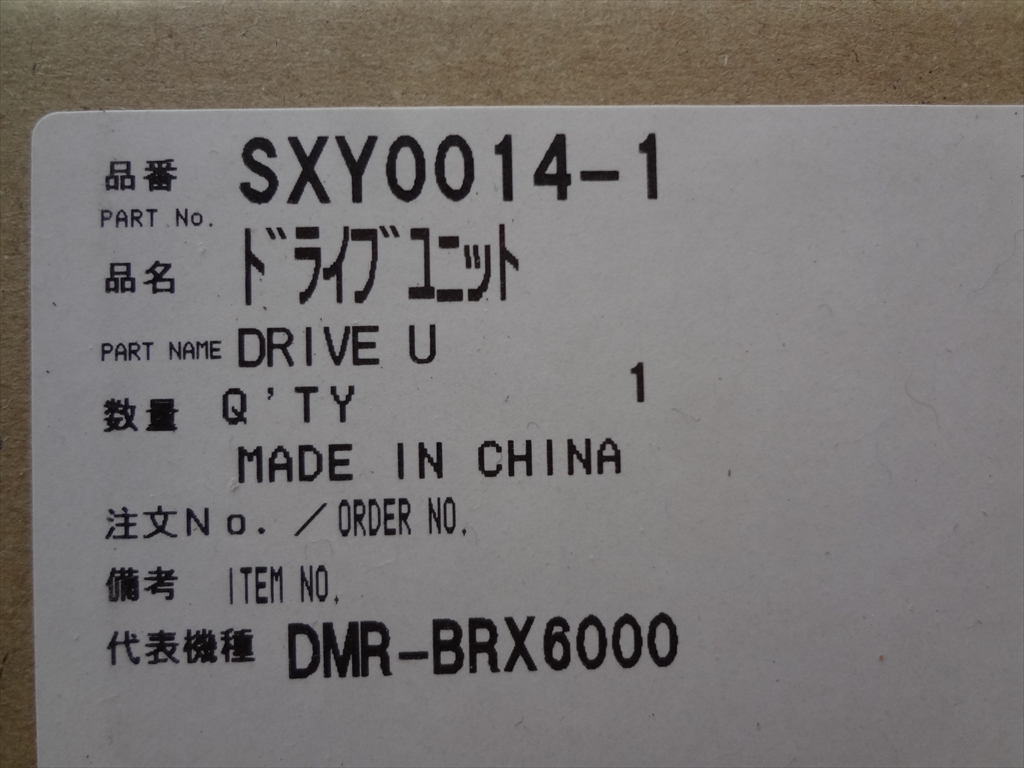 品番 SXY0014-1
PART No.
品名 ドライブユニット
PART NAME DRIVE U
数量 Q'TY 1
MADE IN CHINA
注文No.／ORDER NO.
備考 ITEM NO.
代表機種 DMR-BRX6000